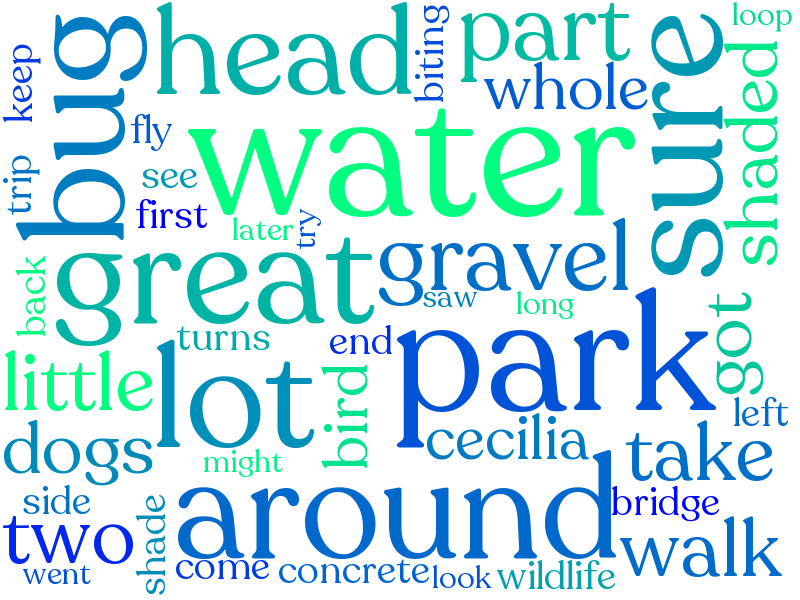 keep
bug
head
biting
part
loop
whole
sure
shaded
fly
water
trip
see
first
later
try
back
great
gravel
saw
long
got
turns
end
park
little
lot
bird
left
dogs
might
cecilia
take
side
around
bridge
two
shade
walk
went
come
concrete
look
wildlife